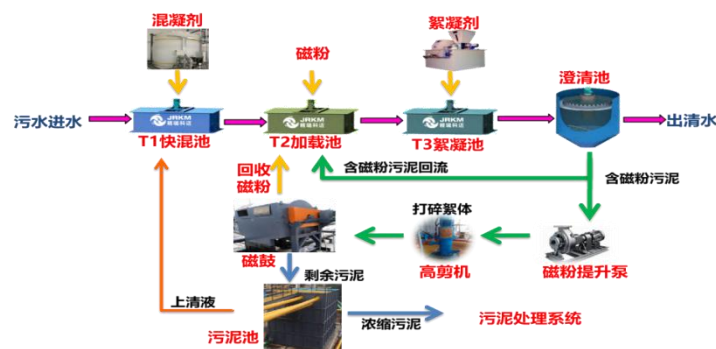 混凝剂
磁粉
絮凝剂
澄清池
污水进水
JRKM
JRKM
JRKM
出清水
T1快混池
T2加载池
T3絮凝池
回收
磁粉
含磁粉污泥回流
含磁粉污泥
打碎絮体
磁鼓
高剪机
磁粉提升泵
剩余污泥
上清液
污泥池
浓缩污泥
污泥处理系统